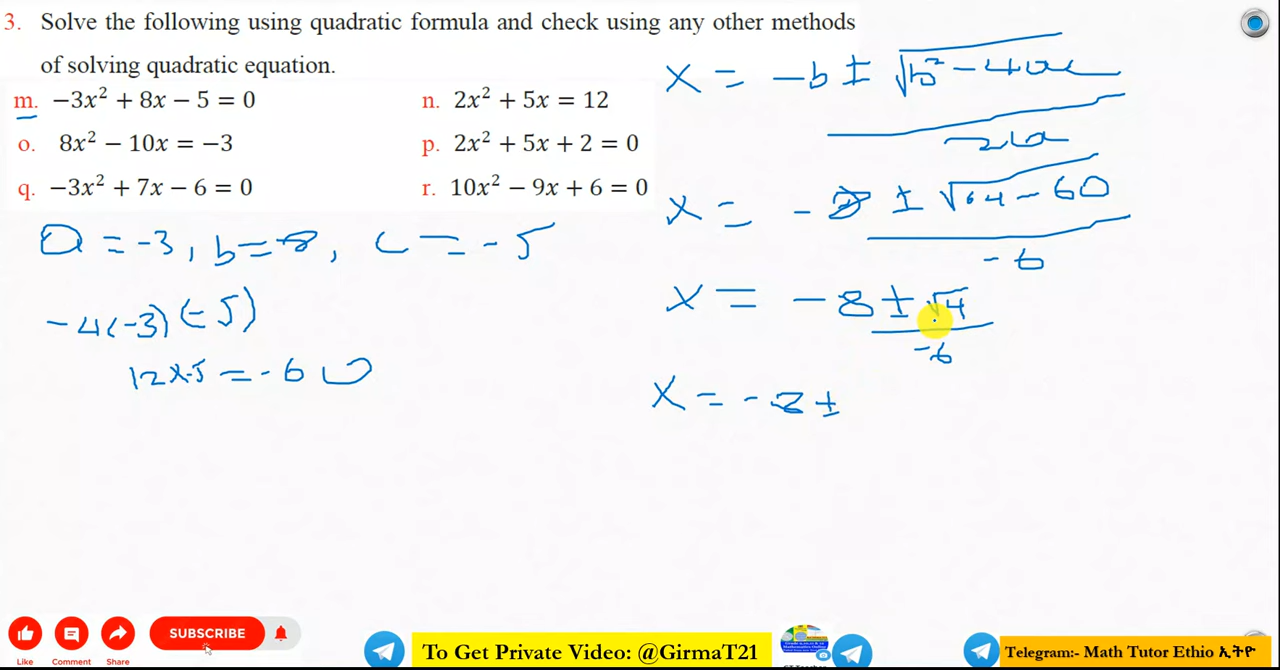 3. Solve the following using quadratic formula and check using any other methods
of solving quadratic equation.
m. −3x² + 8x − 5 = 0 n. 2x² + 5x = 12
o. 8x² − 10x = −3 p. 2x² + 5x + 2 = 0
q. −3x² + 7x − 6 = 0 r. 10x² − 9x + 6 = 0
a = -3, b = 8, c = -5
-4(-3)(-5)
12x-5 = -60
x = -b ± √b² - 4ac
2a
x = -8 ± √64 - 60
-6
x = -8 ± √4
-6
x = -8 ±
Like Comment Share SUBSCRIBE
To Get Private Video: @GirmaT21
Telegram:- Math Tutor Ethio ኢትዮ